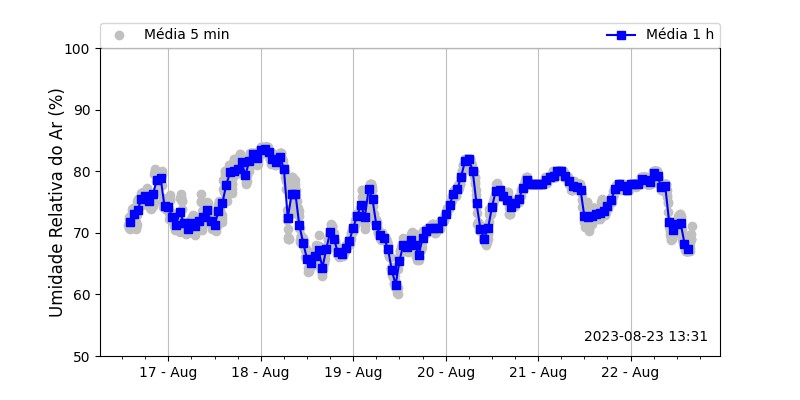 Média 5 min Média 1 h
Umidade Relativa do Ar (%)
100
90
80
70
60
50
2023-08-23 13:31
17 - Aug 18 - Aug 19 - Aug 20 - Aug 21 - Aug 22 - Aug